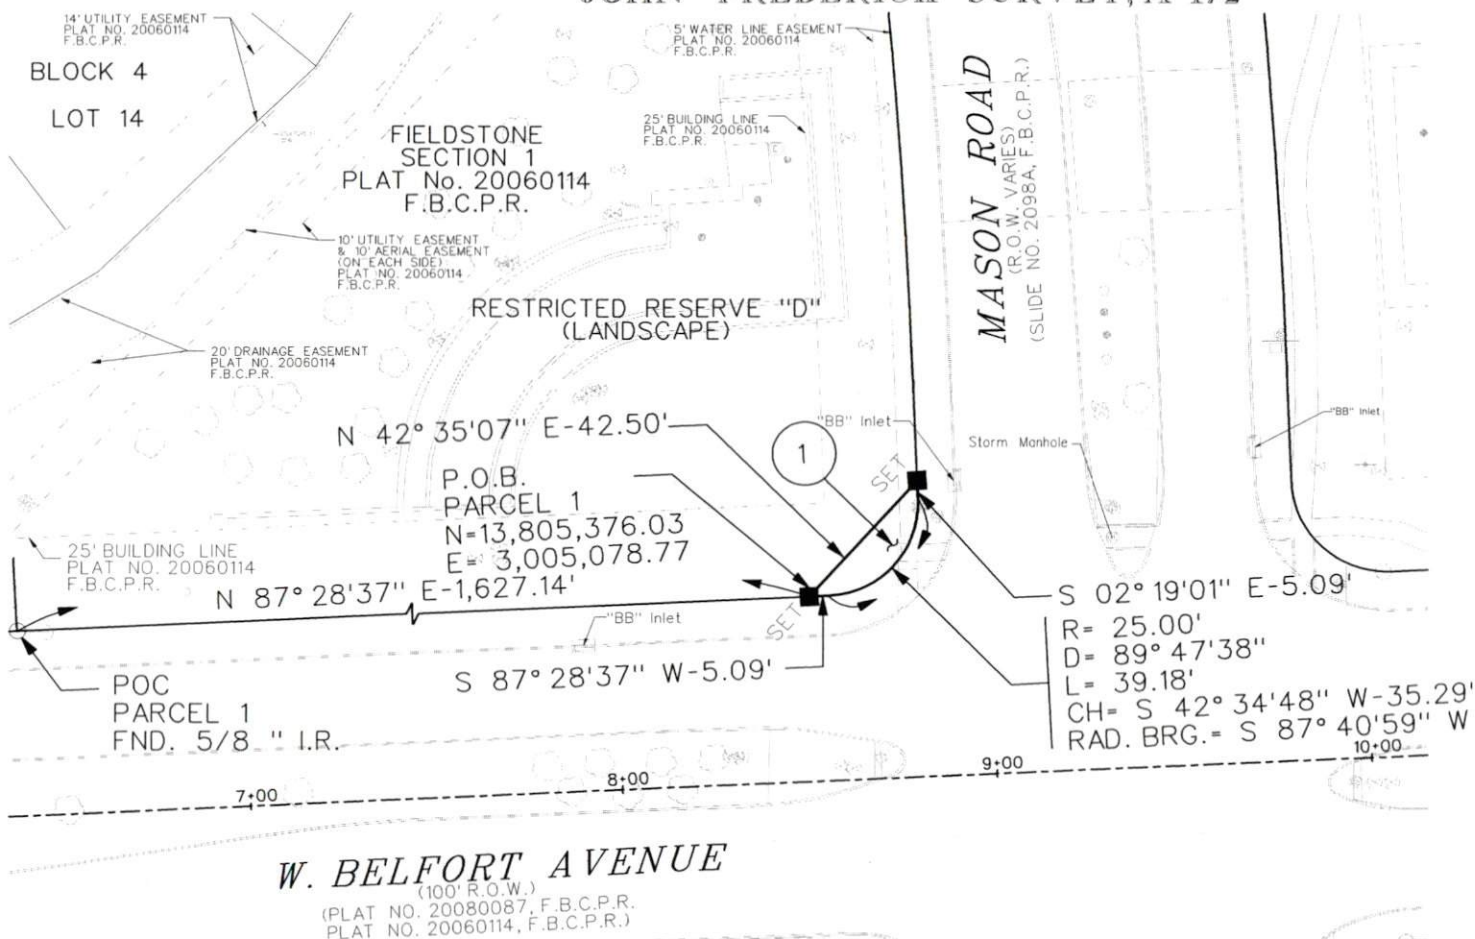 14' UTILITY EASEMENT
PLAT NO. 20060114
F.B.C.P.R.
BLOCK 4
LOT 14
5' WATER LINE EASEMENT
PLAT NO. 20060114
F.B.C.P.R.
25' BUILDING LINE
PLAT NO. 20060114
F.B.C.P.R.
FIELDSTONE
SECTION 1
PLAT No. 20060114
F.B.C.P.R.
MASON ROAD
(R.O.W. VARIES)
(SLIDE NO. 2098A, F.B.C.P.R.)
10' UTILITY EASEMENT
& 10' AERIAL EASEMENT
(ON EACH SIDE)
PLAT NO. 20060114
F.B.C.P.R.
RESTRICTED RESERVE "D"
(LANDSCAPE)
20' DRAINAGE EASEMENT
PLAT NO. 20060114
F.B.C.P.R.
N 42° 35'07" E-42.50'
1
"BB" Inlet
"BB" Inlet
Storm Manhole
SET
P.O.B.
PARCEL 1
N=13,805,376.03
E= 3,005,078.77
25' BUILDING LINE
PLAT NO. 20060114
F.B.C.P.R.
N 87° 28'37" E-1,627.14'
"BB" Inlet
SET
S 02° 19'01" E-5.09'
R= 25.00'
D= 89° 47'38"
L= 39.18'
CH= S 42° 34'48" W-35.29'
RAD. BRG.= S 87° 40'59" W
S 87° 28'37" W-5.09'
POC
PARCEL 1
FND. 5/8 " I.R.
7+00
8+00
9+00
10+00
W. BELFORT AVENUE
(100' R.O.W.)
(PLAT NO. 20080087, F.B.C.P.R.
PLAT NO. 20060114, F.B.C.P.R.)